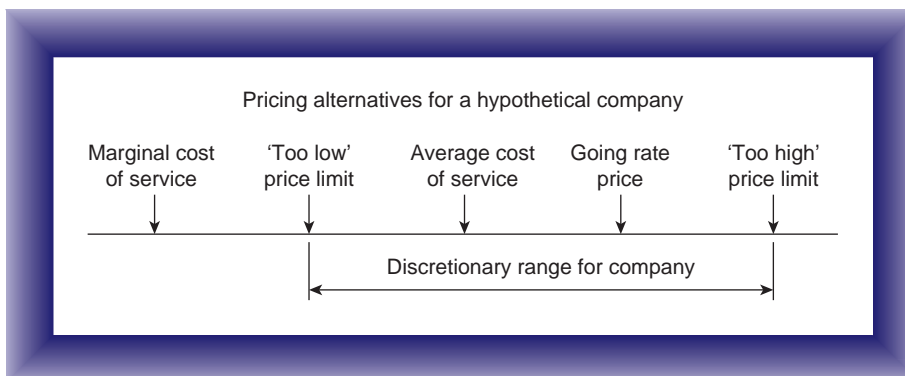 Pricing alternatives for a hypothetical company
Marginal cost of service
‘Too low’ price limit
Average cost of service
Going rate price
‘Too high’ price limit
Discretionary range for company